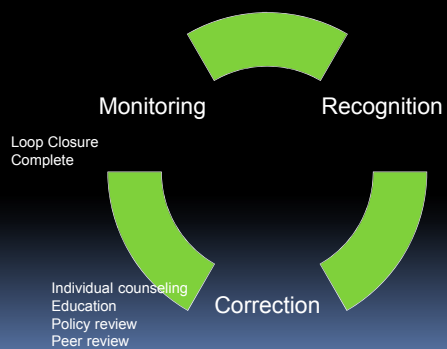 Monitoring
Recognition
Loop Closure
Complete
Individual counseling
Education
Policy review
Peer review
Correction